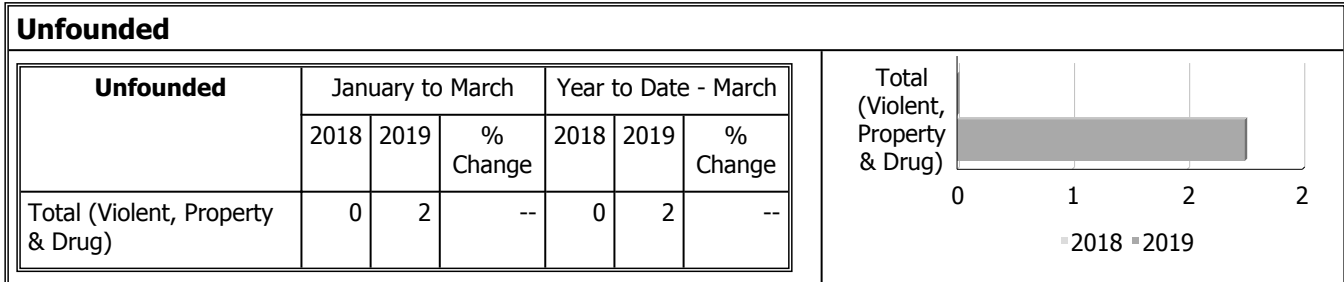 Unfounded
Unfounded January to March Year to Date - March
2018 2019 % Change 2018 2019 % Change
Total (Violent, Property
& Drug) 0 2 -- 0 2 --
Total
(Violent,
Property
& Drug)
0 1 2 2
2018 2019